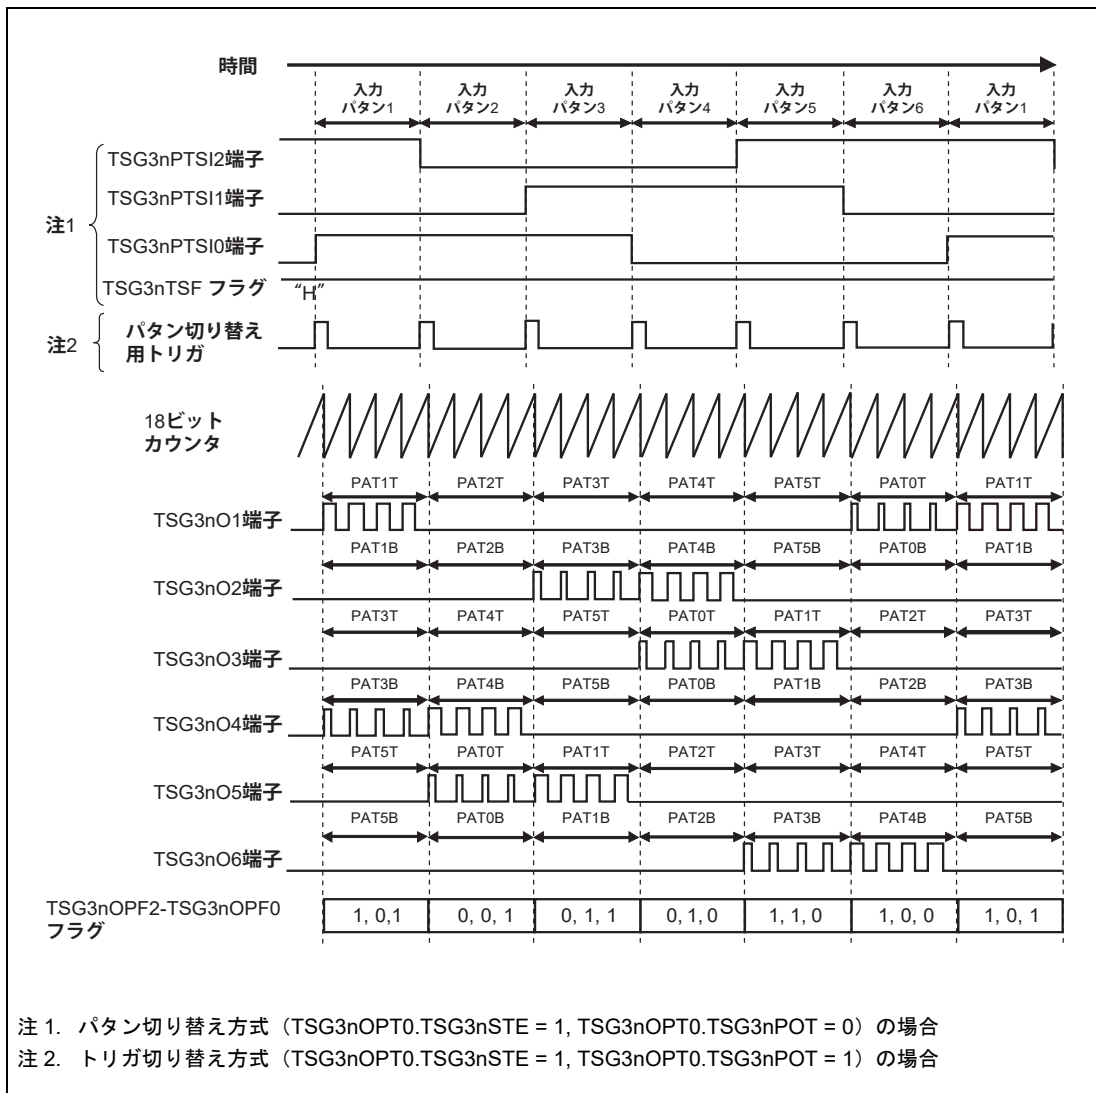 時間
入力 入力 入力 入力 入力 入力 入力
パタン1 パタン2 パタン3 パタン4 パタン5 パタン6 パタン1
TSG3nPTSI2端子
TSG3nPTSI1端子
注1
TSG3nPTSI0端子
TSG3nTSF フラグ “H”
注2
パタン切り替え
用トリガ
18ビット
カウンタ
PAT1T PAT2T PAT3T PAT4T PAT5T PAT0T PAT1T
TSG3nO1端子
PAT1B PAT2B PAT3B PAT4B PAT5B PAT0B PAT1B
TSG3nO2端子
PAT3T PAT4T PAT5T PAT0T PAT1T PAT2T PAT3T
TSG3nO3端子
PAT3B PAT4B PAT5B PAT0B PAT1B PAT2B PAT3B
TSG3nO4端子
PAT5T PAT0T PAT1T PAT2T PAT3T PAT4T PAT5T
TSG3nO5端子
PAT5B PAT0B PAT1B PAT2B PAT3B PAT4B PAT5B
TSG3nO6端子
TSG3nOPF2-TSG3nOPF0
フラグ
1, 0,1 0, 0, 1 0, 1, 1 0, 1, 0 1, 1, 0 1, 0, 0 1, 0, 1
注 1. パタン切り替え方式（TSG3nOPT0.TSG3nSTE = 1, TSG3nOPT0.TSG3nPOT = 0）の場合
注 2. トリガ切り替え方式（TSG3nOPT0.TSG3nSTE = 1, TSG3nOPT0.TSG3nPOT = 1）の場合